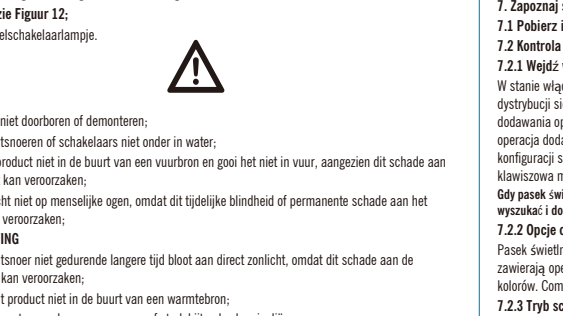 zie Figuur 12;
elschakelaarlampje.
niet doorboren of demonteren;
tsnoeren of schakelaars niet onder in water;
product niet in de buurt van een vuurbron en gooi het niet in vuur, aangezien dit schade aan
kan veroorzaken;
ht niet op menselijke ogen, omdat dit tijdelijke blindheid of permanente schade aan het
veroorzaken;
ING
tsnoer niet gedurende langere tijd bloot aan direct zonlicht, omdat dit schade aan de
kan veroorzaken;
t product niet in de buurt van een warmtebron;
7. Zapoznaj s
7.1 Pobierz i
7.2 Kontrola
7.2.1 Wejdź w
W stanie włąc
dystrybucji się
dodawania op
operacja doda
konfiguracji s
klawiszowa m
Gdy pasek świ
wyszukać i do
7.2.2 Opcje o
Pasek świetln
zawierają ope
kolorów. Com
7.2.3 Tryb sc